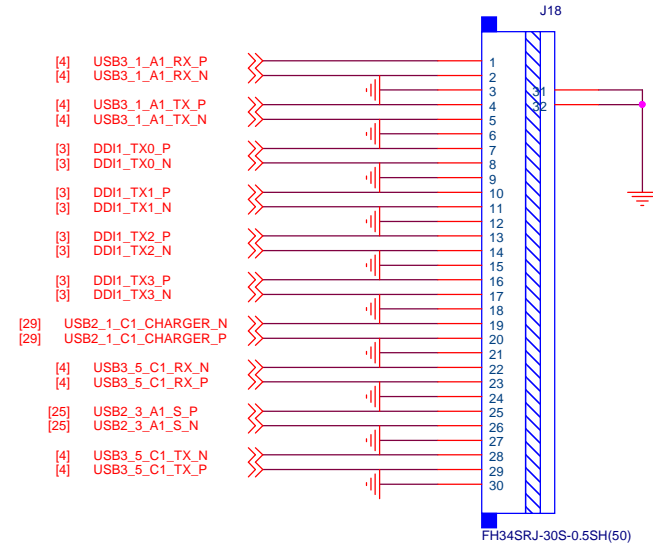 J18
[4] USB3_1_A1_RX_P 1
[4] USB3_1_A1_RX_N 2
3 31
[4] USB3_1_A1_TX_P 4 32
[4] USB3_1_A1_TX_N 5
6
[3] DDI1_TX0_P 7
[3] DDI1_TX0_N 8
9
[3] DDI1_TX1_P 10
[3] DDI1_TX1_N 11
12
[3] DDI1_TX2_P 13
[3] DDI1_TX2_N 14
15
[3] DDI1_TX3_P 16
[3] DDI1_TX3_N 17
18
[29] USB2_1_C1_CHARGER_N 19
[29] USB2_1_C1_CHARGER_P 20
21
[4] USB3_5_C1_RX_N 22
[4] USB3_5_C1_RX_P 23
24
[25] USB2_3_A1_S_P 25
[25] USB2_3_A1_S_N 26
27
[4] USB3_5_C1_TX_N 28
[4] USB3_5_C1_TX_P 29
30
FH34SRJ-30S-0.5SH(50)